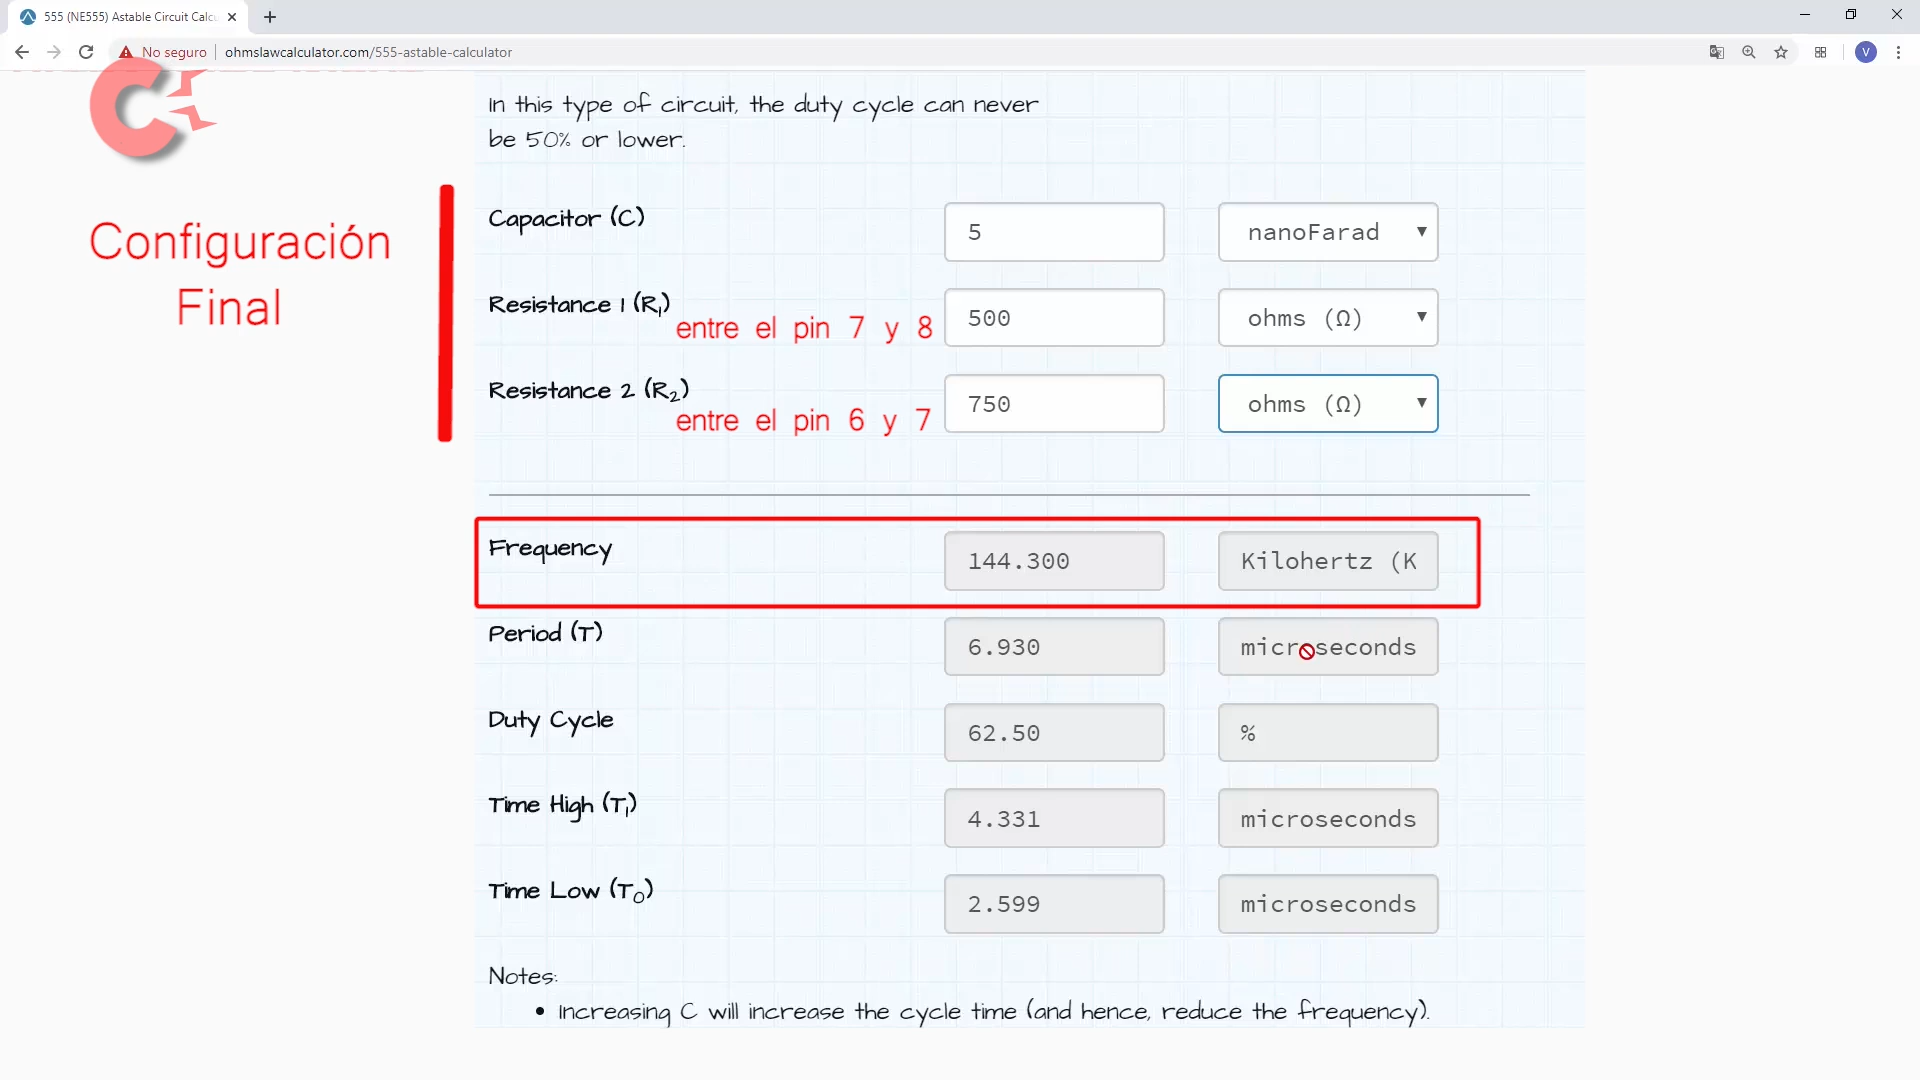 555 (NE555) Astable Circuit Calc
No seguro
ohmslawcalculator.com/555-astable-calculator
V
In this type of circuit, the duty cycle can never
be 50% or lower.
Configuración
Final
Capacitor (C)
5
nanoFarad
Resistance 1 (R1)
entre el pin 7 y 8
500
ohms (Ω)
Resistance 2 (R2)
entre el pin 6 y 7
750
ohms (Ω)
Frequency
144.300
Kilohertz (K
Period (T)
6.930
microseconds
Duty Cycle
62.50
%
Time High (T1)
4.331
microseconds
Time Low (T0)
2.599
microseconds
Notes:
• Increasing C will increase the cycle time (and hence, reduce the frequency).